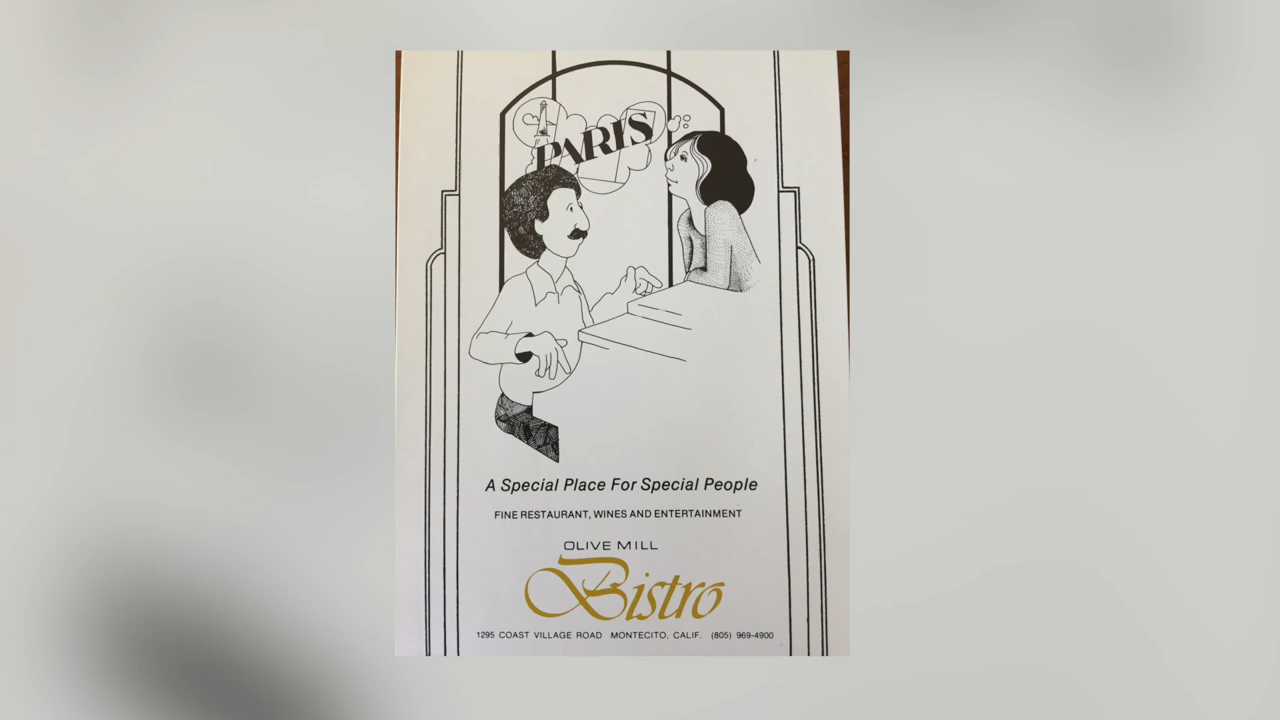 PARIS
A Special Place For Special People
FINE RESTAURANT, WINES AND ENTERTAINMENT
OLIVE MILL
Bistro
1295 COAST VILLAGE ROAD MONTECITO, CALIF. (805) 969-4900